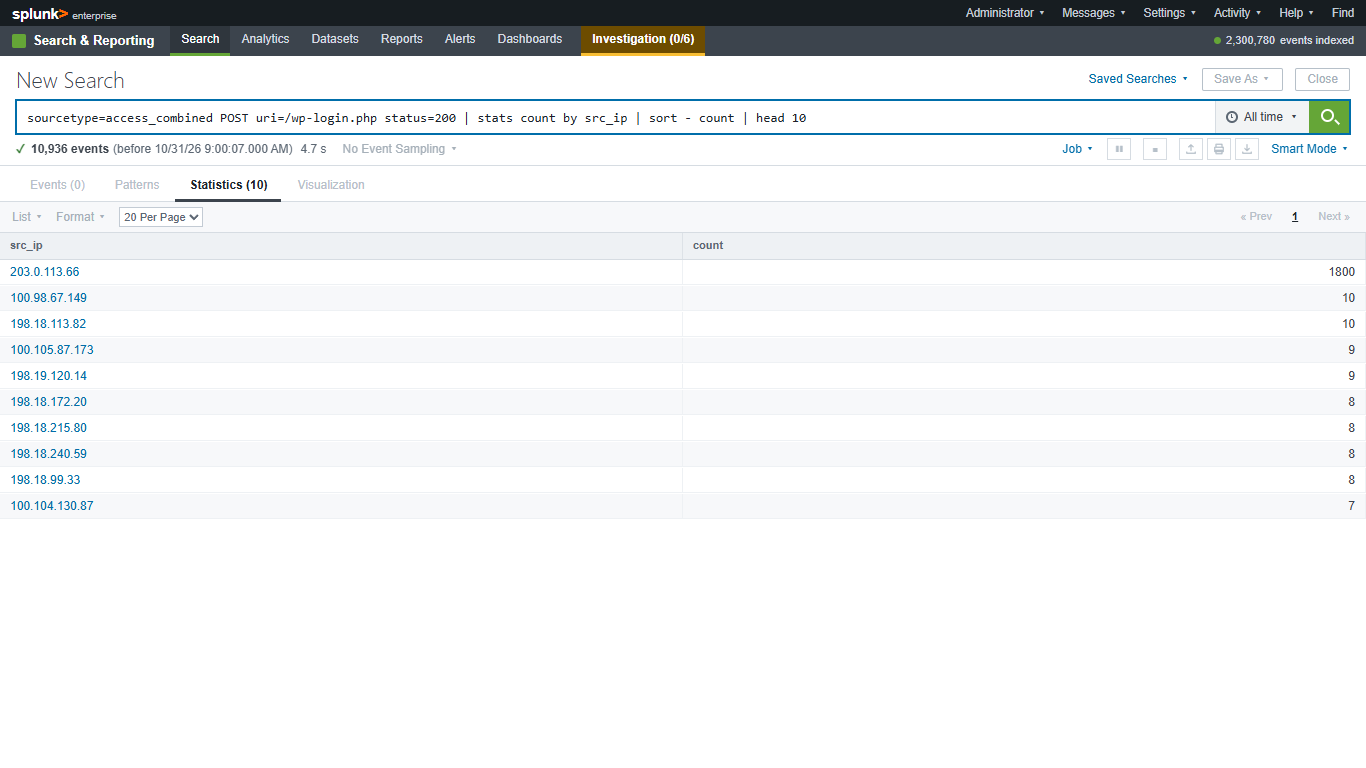 splunk> enterprise Administrator Messages Settings Activity Help Find
Search & Reporting Search Analytics Datasets Reports Alerts Dashboards Investigation (0/6) 2,300,780 events indexed
New Search Saved Searches Save As Close
sourcetype=access_combined POST uri=/wp-login.php status=200 | stats count by src_ip | sort - count | head 10 All time
✓ 10,936 events (before 10/31/26 9:00:07.000 AM) 4.7 s No Event Sampling Job Smart Mode
Events (0) Patterns Statistics (10) Visualization
List Format 20 Per Page « Prev 1 Next »
src_ip count
203.0.113.66 1800
100.98.67.149 10
198.18.113.82 10
100.105.87.173 9
198.19.120.14 9
198.18.172.20 8
198.18.215.80 8
198.18.240.59 8
198.18.99.33 8
100.104.130.87 7